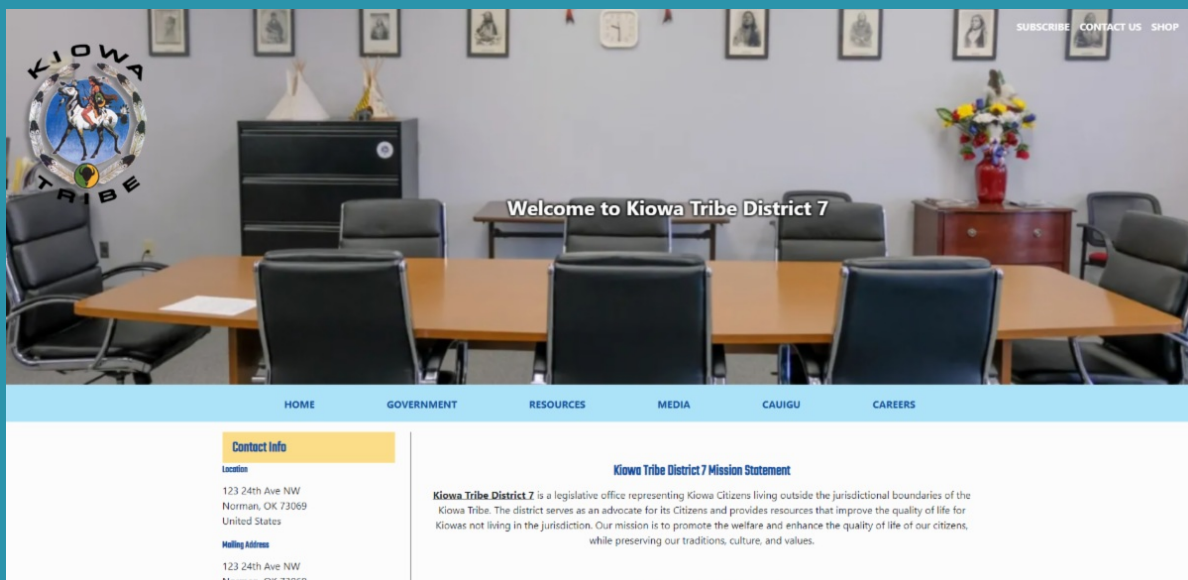 SUBSCRIBE CONTACT US SHOP
KIOWA
TRIBE
Welcome to Kiowa Tribe District 7
HOME GOVERNMENT RESOURCES MEDIA CAUIGU CAREERS
Contact Info
Location
123 24th Ave NW
Norman, OK 73069
United States
Mailing Address
123 24th Ave NW
Norman, OK 73069
Kiowa Tribe District 7 Mission Statement
Kiowa Tribe District 7 is a legislative office representing Kiowa Citizens living outside the jurisdictional boundaries of the
Kiowa Tribe. The district serves as an advocate for its Citizens and provides resources that improve the quality of life for
Kiowas not living in the jurisdiction. Our mission is to promote the welfare and enhance the quality of life of our citizens,
while preserving our traditions, culture, and values.